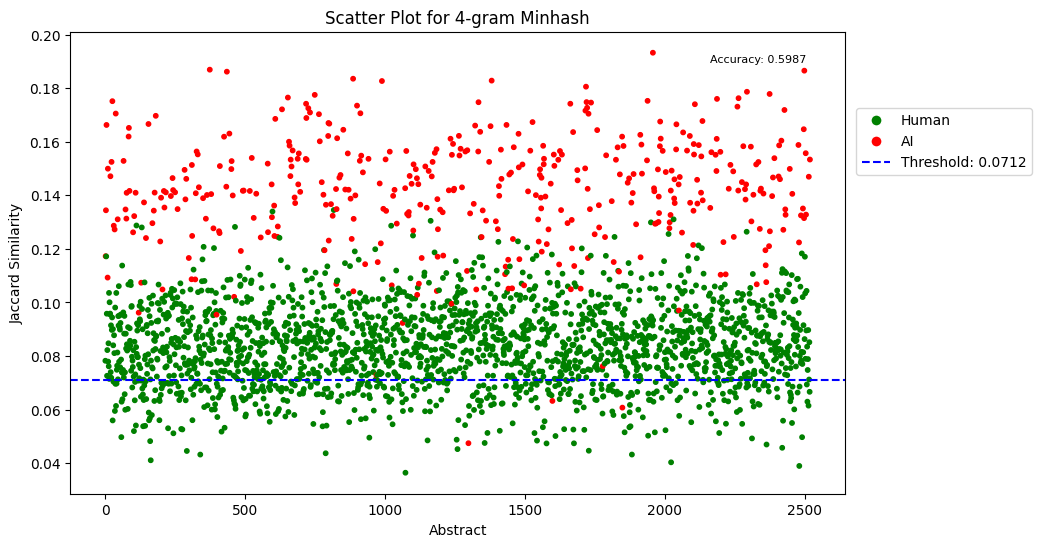 Scatter Plot for 4-gram Minhash
Accuracy: 0.5987
Human
AI
Threshold: 0.0712
Jaccard Similarity
0.20
0.18
0.16
0.14
0.12
0.10
0.08
0.06
0.04
0 500 1000 1500 2000 2500
Abstract